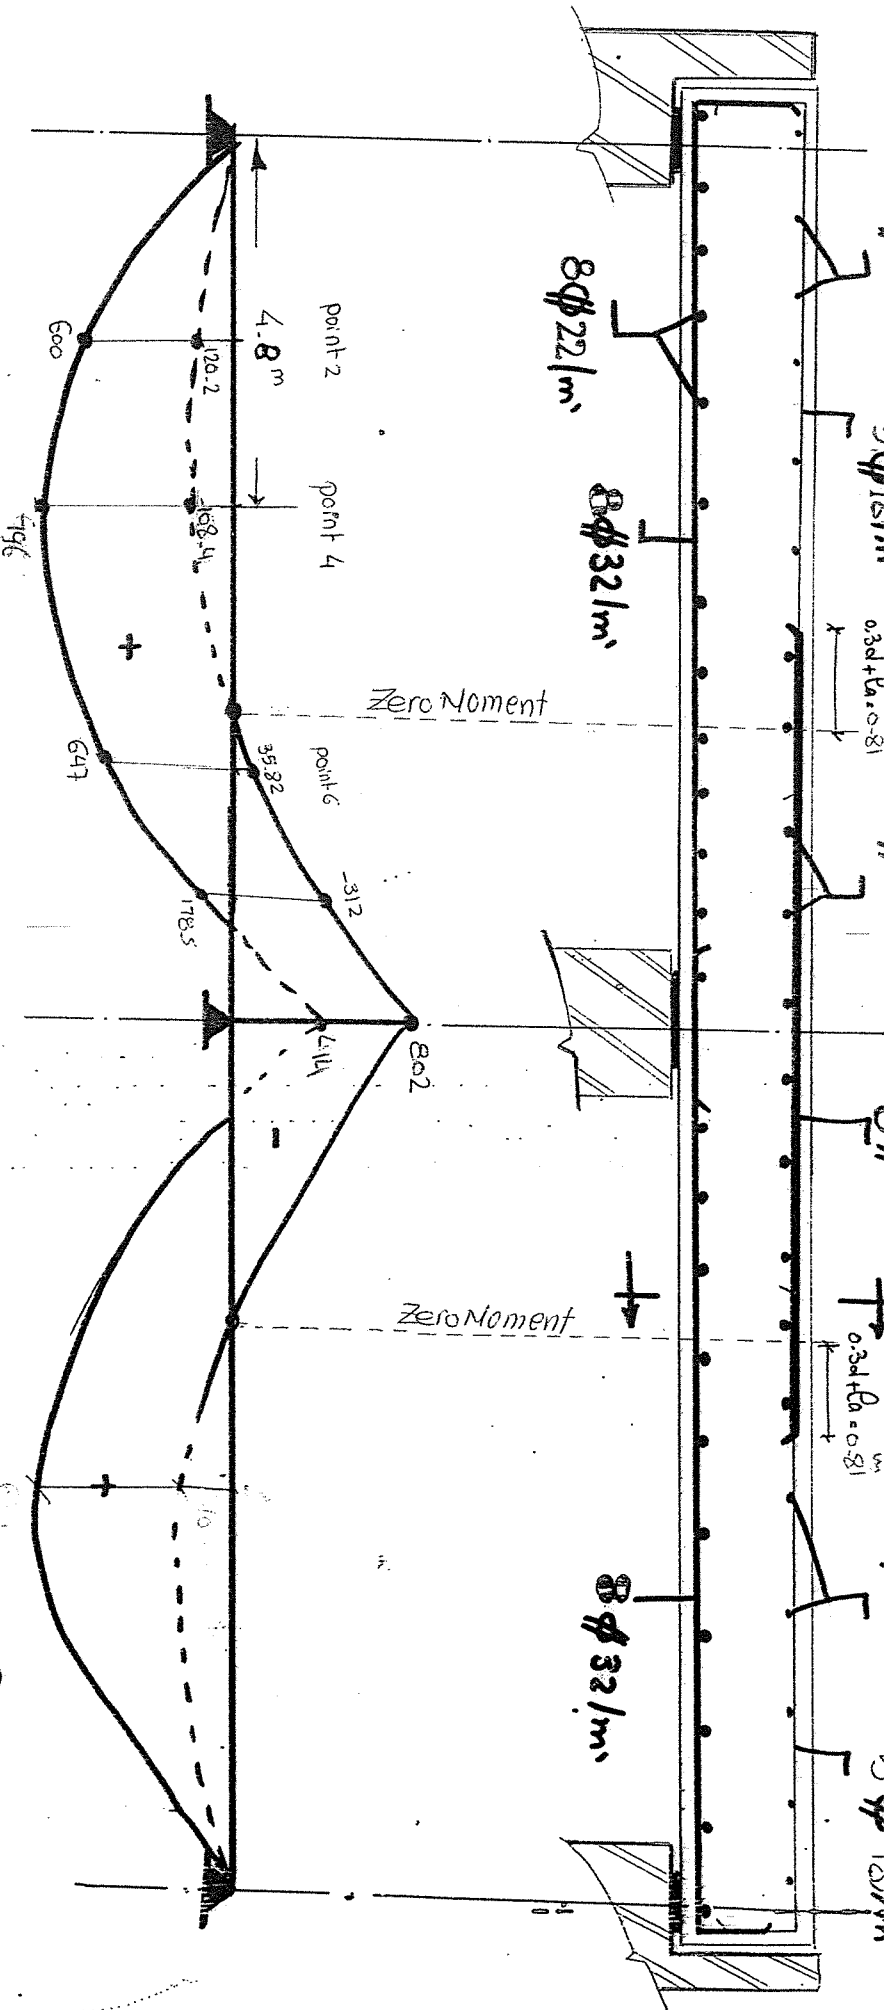 0.3d+la=0.81
0.3d+la=0.81
m
8φ22/m'
8φ32/m'
8φ32/m'
Zero Moment
Zero Moment
802
414
-312
178.5
point 6
35.82
647
point 4
-108.4
796
point 2
120.2
600
4.8 m
+
-
+